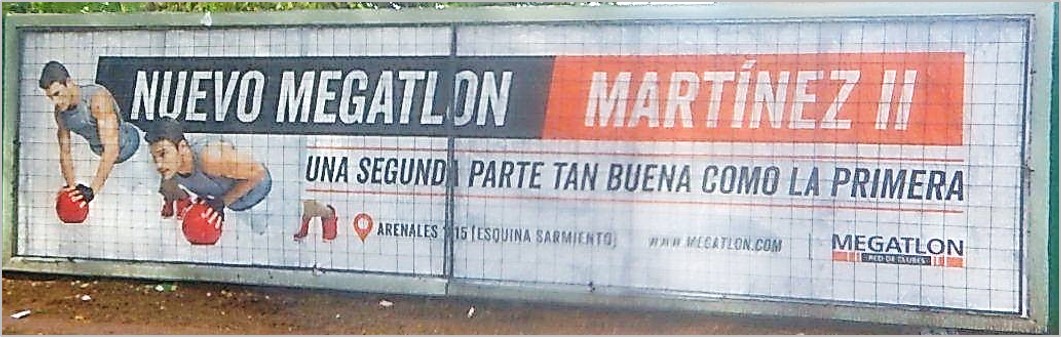 NUEVO MEGATLON MARTÍNEZ II
UNA SEGUNDA PARTE TAN BUENA COMO LA PRIMERA
ARENALES (ESQUINA SARMIENTO) WWW.MEGATLON.COM
MEGATLON
RED DE CLUBES